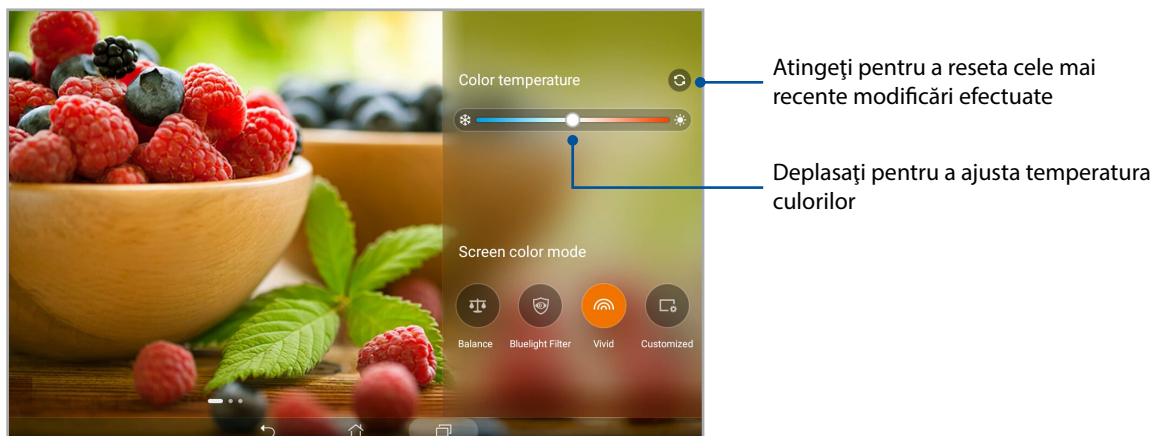 Color temperature
Atingeţi pentru a reseta cele mai
recente modificări efectuate
Deplasaţi pentru a ajusta temperatura
culorilor
Screen color mode
Balance Bluelight Filter Vivid Customized